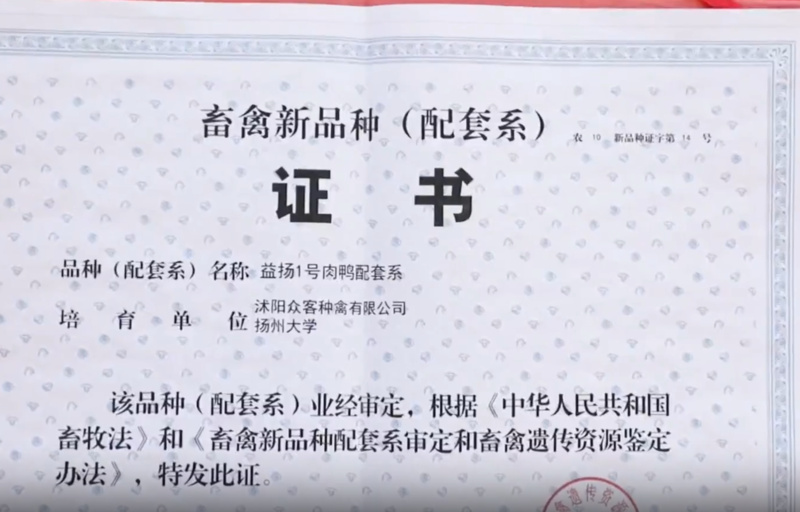 畜禽新品种（配套系） 农 10 新品种证字第 14 号
证 书
品种（配套系）名称 益扬1号肉鸭配套系
培 育 单 位 沭阳众客种禽有限公司
扬州大学
该品种（配套系）业经审定，根据《中华人民共和国
畜牧法》和《畜禽新品种配套系审定和畜禽遗传资源鉴定
办法》，特发此证。
禽遗传资